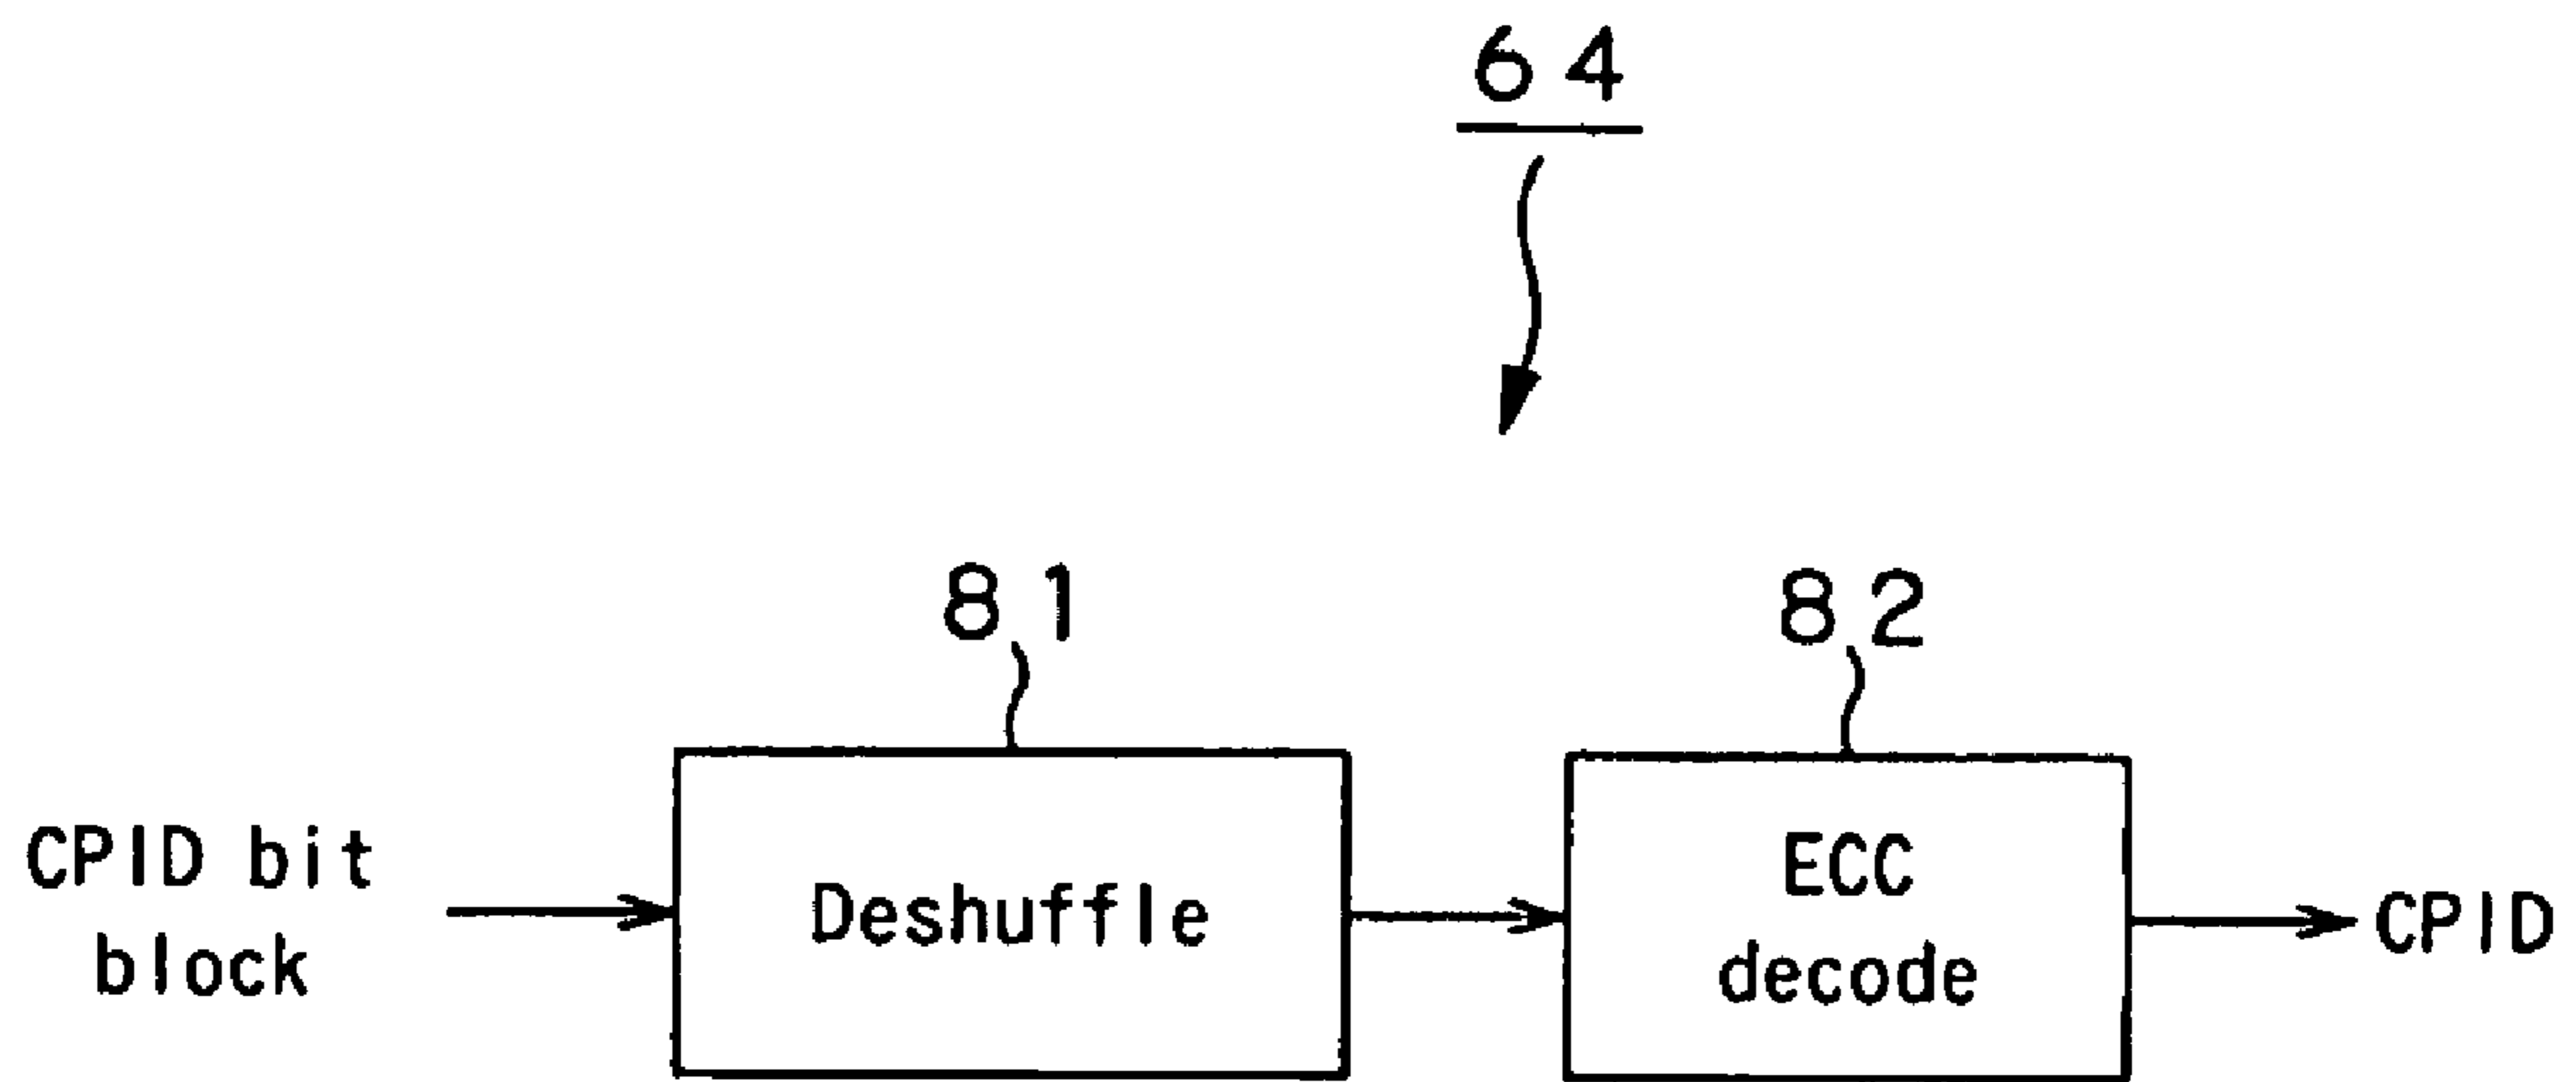 64
81
82
CPID bit
block
Deshuffle
ECC
decode
CPID